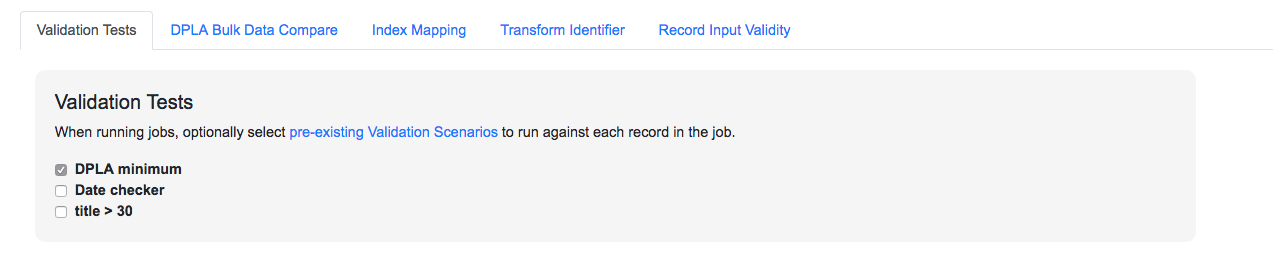 Validation Tests DPLA Bulk Data Compare Index Mapping Transform Identifier Record Input Validity
Validation Tests
When running jobs, optionally select pre-existing Validation Scenarios to run against each record in the job.
DPLA minimum
Date checker
title > 30